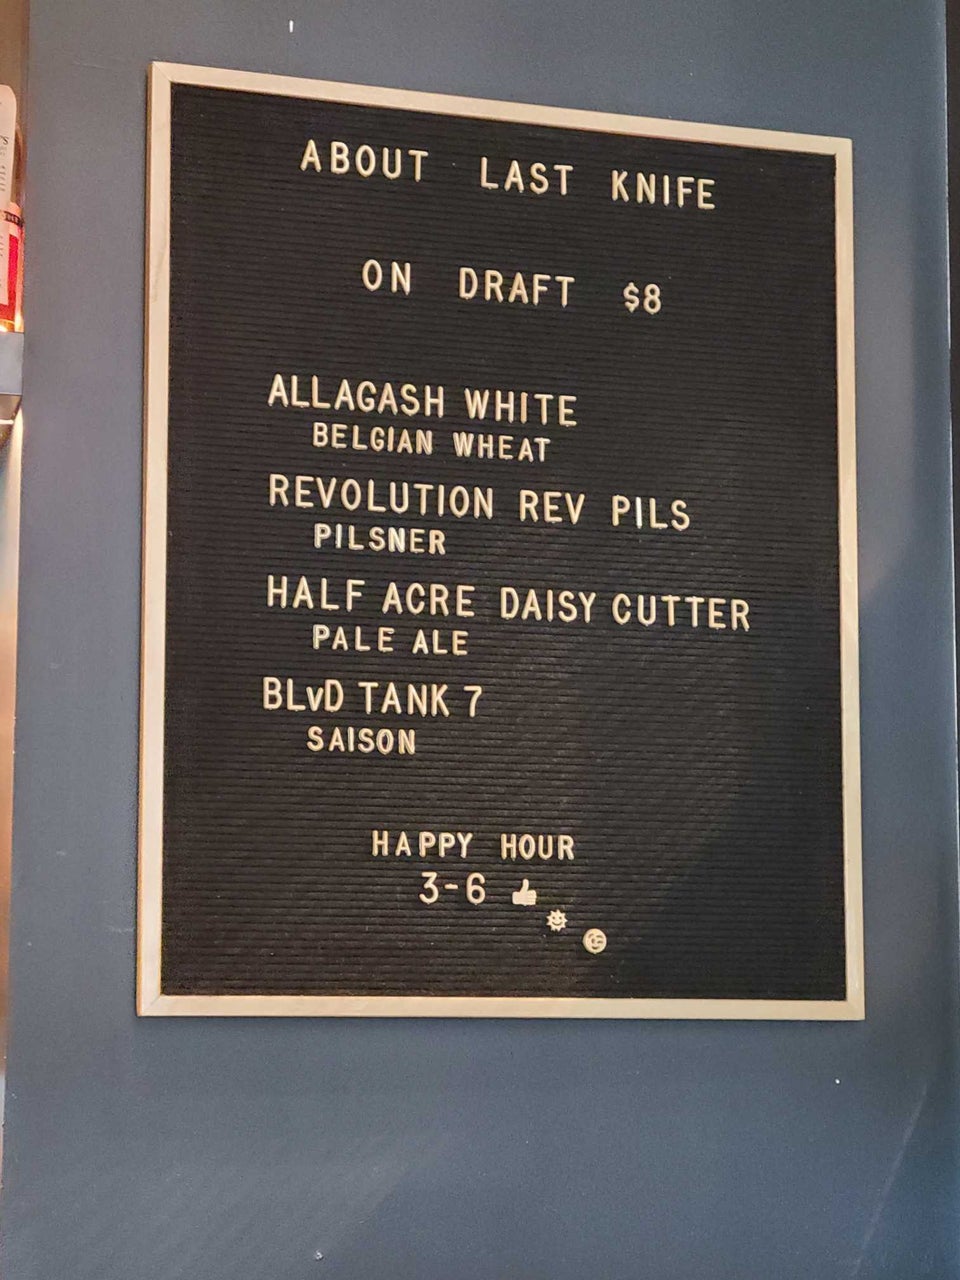 ABOUT LAST KNIFE
ON DRAFT $8
ALLAGASH WHITE
BELGIAN WHEAT
REVOLUTION REV PILS
PILSNER
HALF ACRE DAISY CUTTER
PALE ALE
BLvD TANK 7
SAISON
HAPPY HOUR
3-6 👍